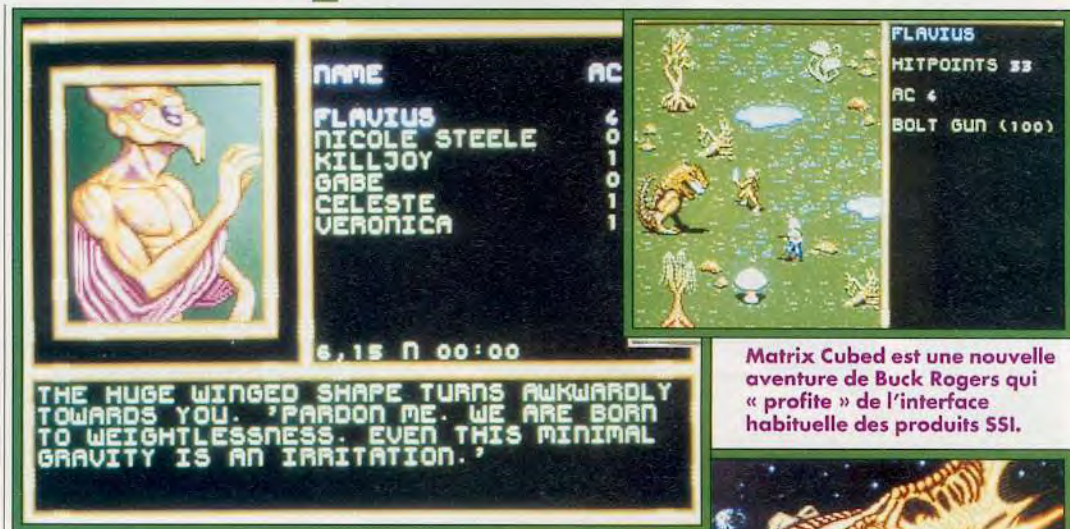 NAME AC
FLAVIUS 6
NICOLE STEELE 0
KILLJOY 1
GABE 0
CELESTE 1
VERONICA 1
6,15 N 00:00
THE HUGE WINGED SHAPE TURNS AWKWARDLY
TOWARDS YOU. 'PARDON ME. WE ARE BORN
TO WEIGHTLESSNESS. EVEN THIS MINIMAL
GRAVITY IS AN IRRITATION.'
FLAVIUS
HITPOINTS 33
AC 6
BOLT GUN (100)
Matrix Cubed est une nouvelle
aventure de Buck Rogers qui
« profite » de l'interface
habituelle des produits SSI.